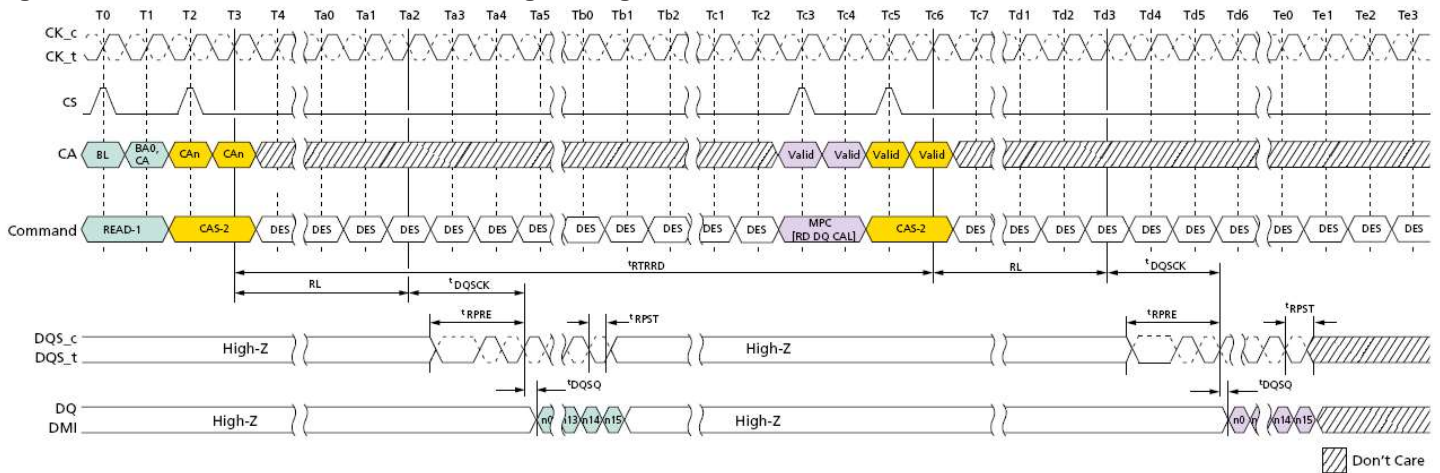 T0 T1 T2 T3 T4 Ta0 Ta1 Ta2 Ta3 Ta4 Ta5 Tb0 Tb1 Tb2 Tc1 Tc2 Tc3 Tc4 Tc5 Tc6 Tc7 Td1 Td2 Td3 Td4 Td5 Td6 Te0 Te1 Te2 Te3
CK_c
CK_t
CS
CA BL BA0, CA CAn CAn Valid Valid Valid Valid
Command READ-1 CAS-2 DES DES DES DES DES DES DES DES DES DES DES DES MPC [RD DQ CAL] CAS-2 DES DES DES DES DES DES DES DES DES DES DES
tRTRRD
RL tDQSCK RL tDQSCK
tRPRE tRPST tRPRE tRPST
DQS_c
DQS_t
High-Z High-Z
tDQSQ tDQSQ
DQ
DMI
High-Z n0 n13 n14 n15 High-Z n0 n14 n15
Don't Care